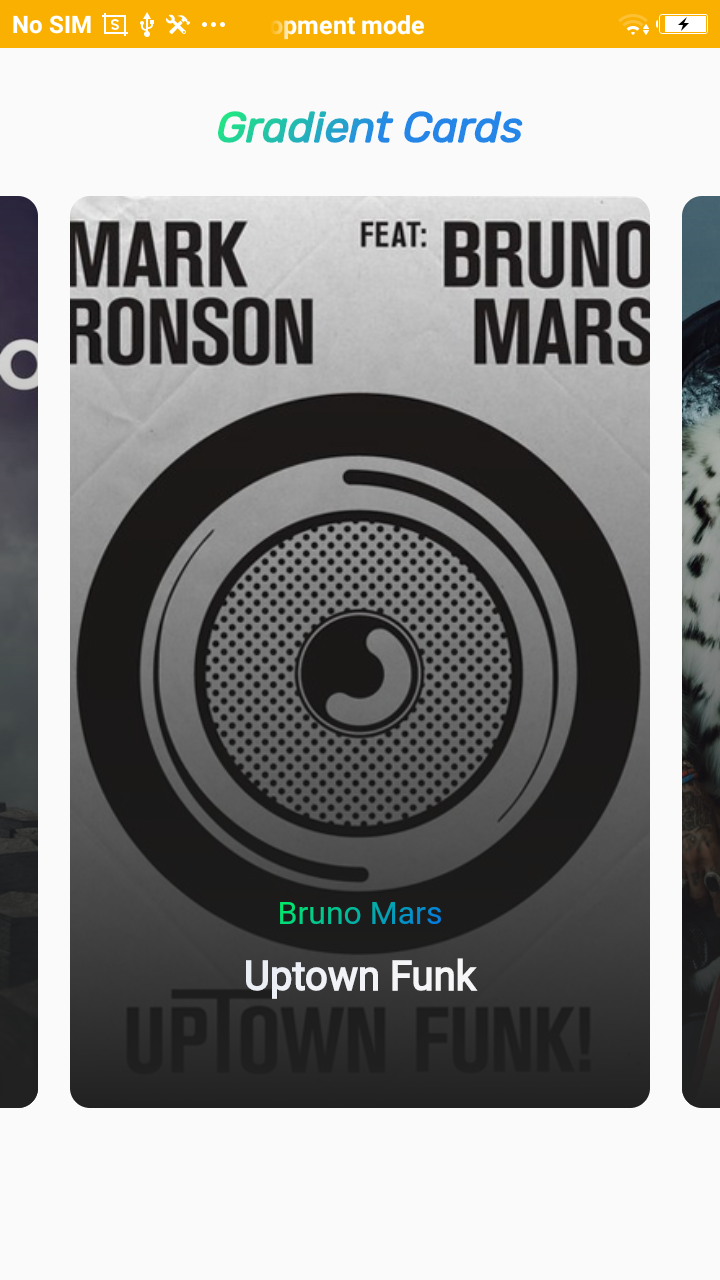 No SIM
opment mode
Gradient Cards
MARK FEAT: BRUNO
RONSON MARS
Bruno Mars
Uptown Funk
UPTOWN FUNK!